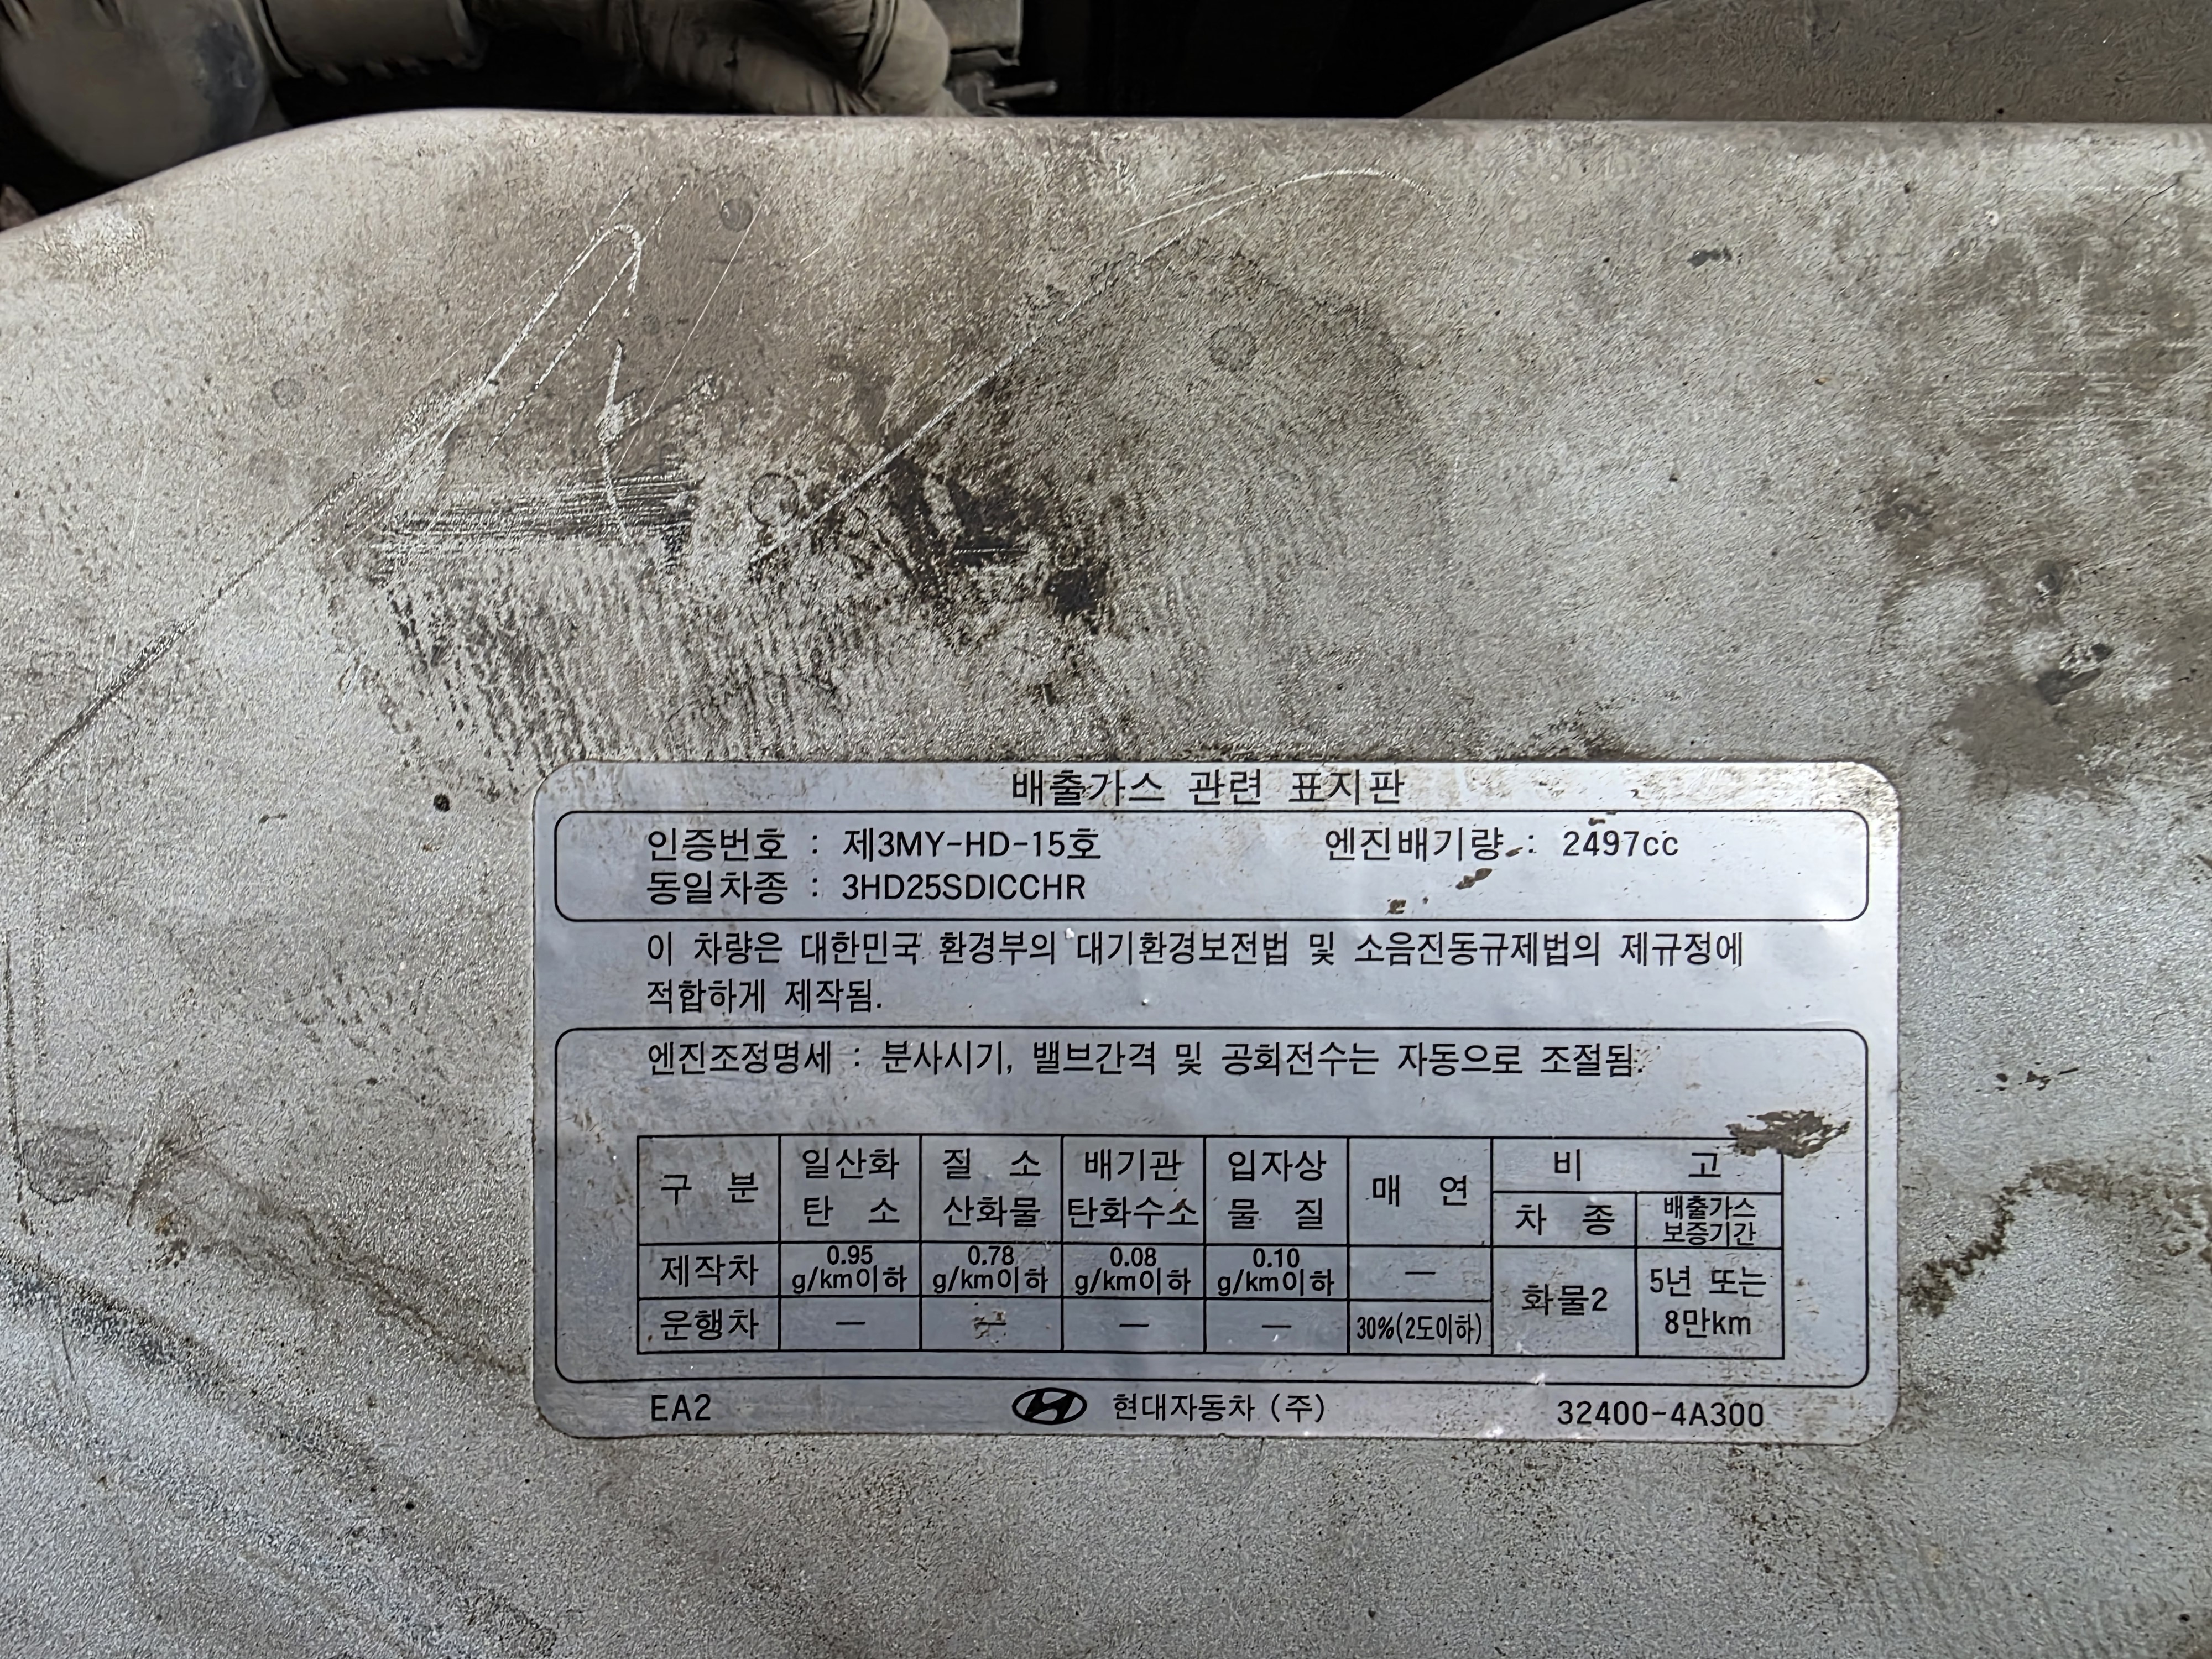 배출가스 관련 표지판
인증번호 : 제3MY-HD-15호 엔진배기량 : 2497cc
동일차종 : 3HD25SDICCHR
이 차량은 대한민국 환경부의 대기환경보전법 및 소음진동규제법의 제규정에
적합하게 제작됨.
엔진조정명세 : 분사시기, 밸브간격 및 공회전수는 자동으로 조절됨.
구 분 일산화 탄 소 질 소 산화물 배기관 탄화수소 입자상 물 질 매 연 비 고
차 종 배출가스 보증기간
제작차 0.95 g/km이하 0.78 g/km이하 0.08 g/km이하 0.10 g/km이하 — 화물2 5년 또는 8만km
운행차 — — — — 30%(2도이하)
EA2 현대자동차 (주) 32400-4A300